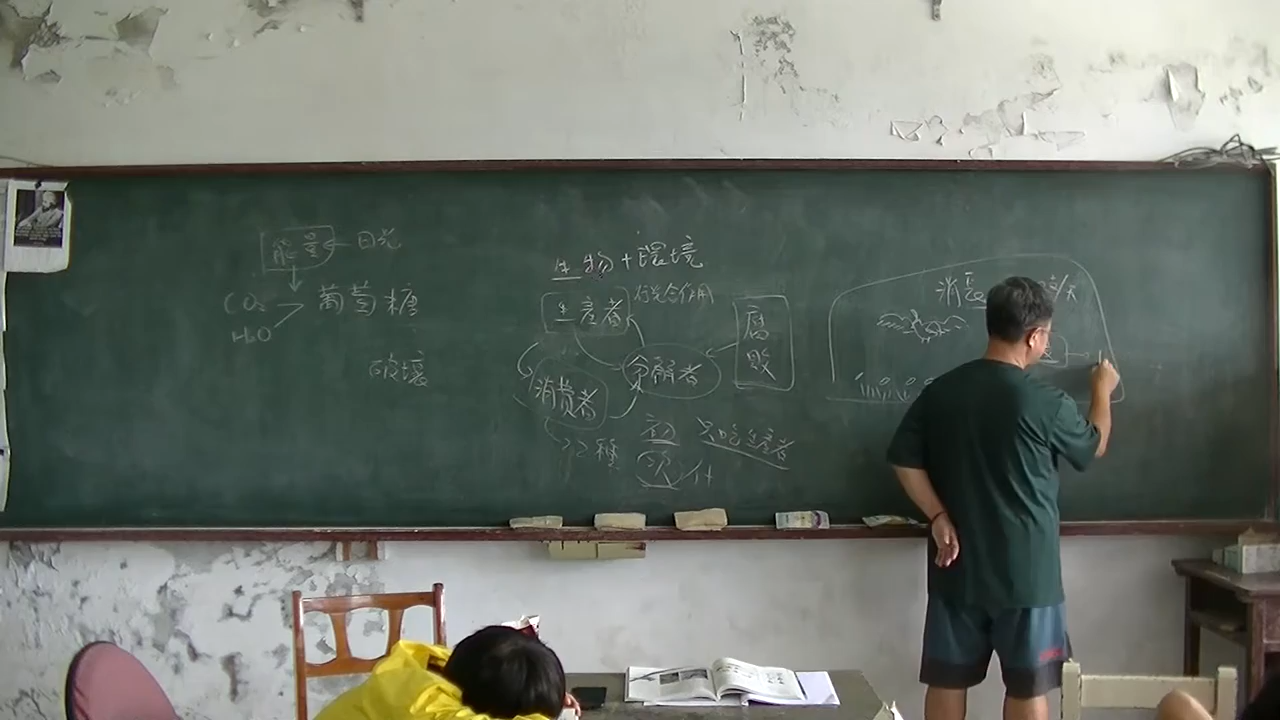 能量 ← 日光
CO₂ → 葡萄糖
H₂O
破壞
生物+環境
生產者 行光合作用
腐敗
分解者
消費者
初 只吃生產者
次
消